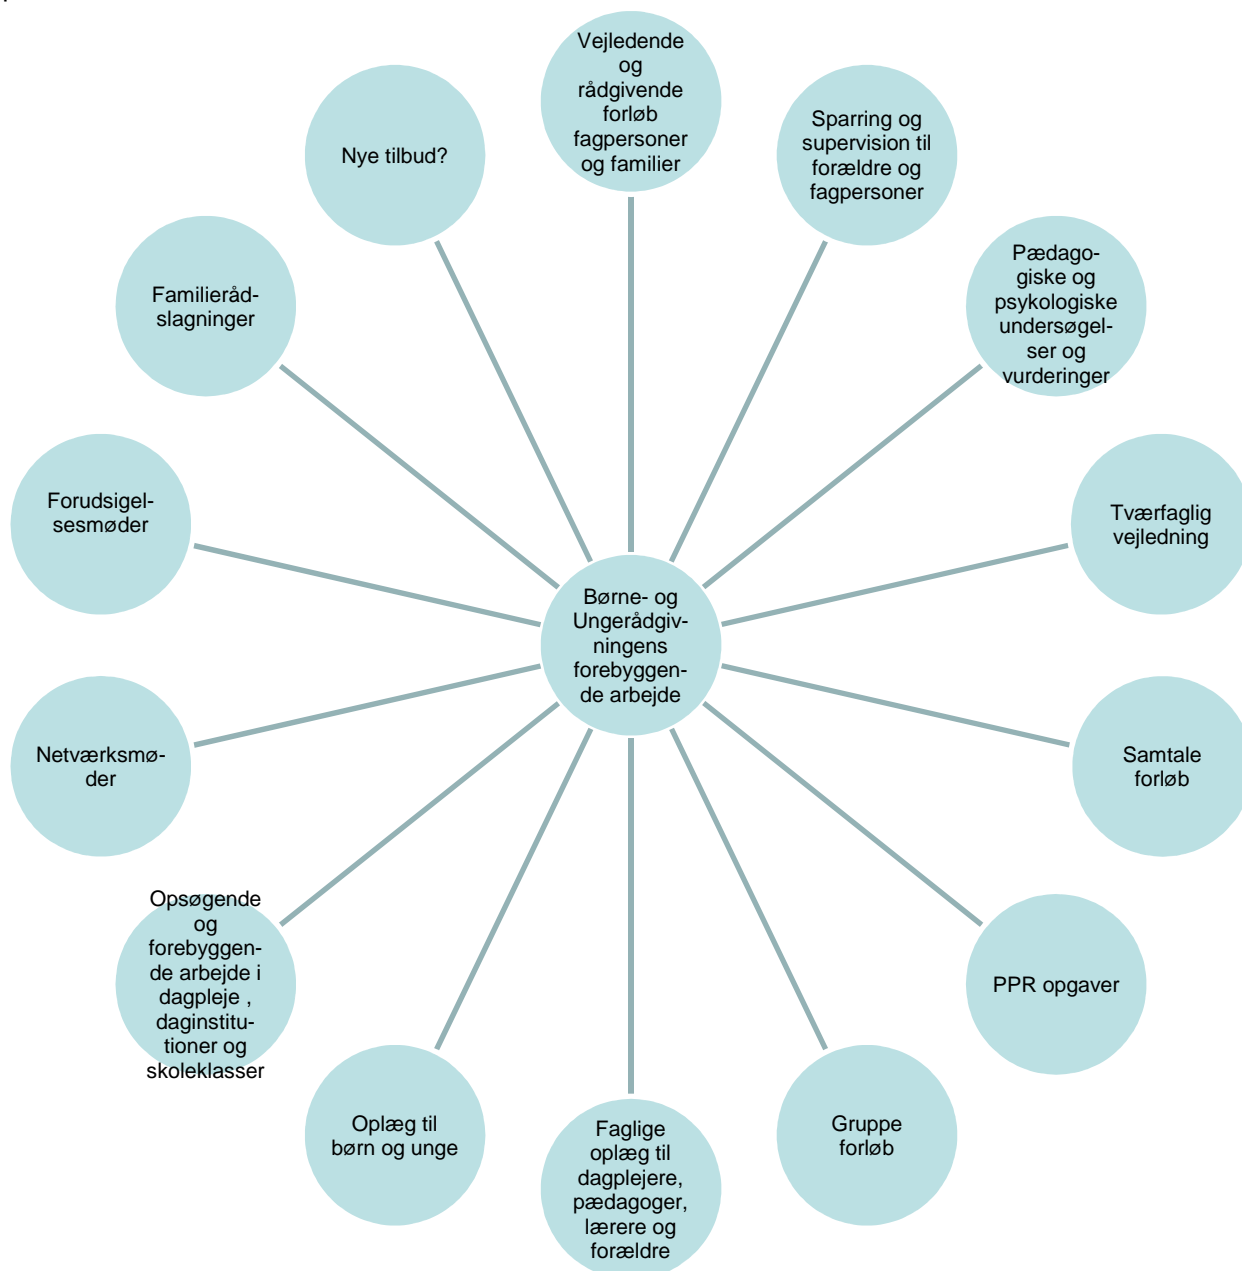 Vejledende
og
rådgivende
forløb
fagpersoner
og familier
Sparring og
supervision til
forældre og
fagpersoner
Pædago-
giske og
psykologiske
undersøgel-
ser og
vurderinger
Tværfaglig
vejledning
Samtale
forløb
PPR opgaver
Gruppe
forløb
Faglige
oplæg til
dagplejere,
pædagoger,
lærere og
forældre
Oplæg til
børn og unge
Opsøgende
og
forebyggen-
de arbejde i
dagpleje ,
daginstitu-
tioner og
skoleklasser
Netværksmø-
der
Forudsigel-
sesmøder
Familieråd-
slagninger
Nye tilbud?
Børne- og
Ungerådgiv-
ningens
forebyggen-
de arbejde